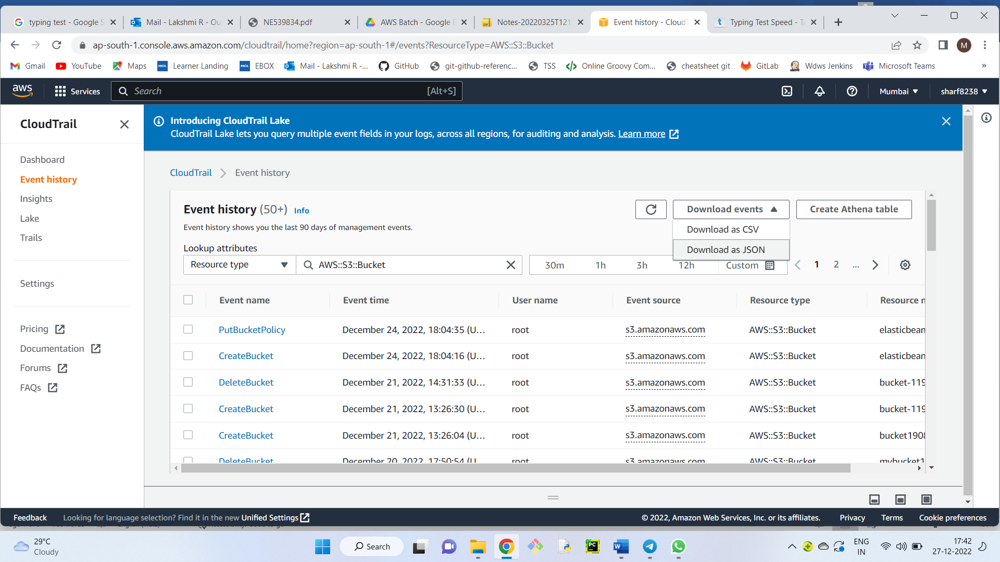 typing test - Google S
Mail - Lakshmi R - Ou
NE539834.pdf
AWS Batch - Google D
Notes-20220325T121
Event history - CloudT
Typing Test Speed - Ta
ap-south-1.console.aws.amazon.com/cloudtrail/home?region=ap-south-1#/events?ResourceType=AWS::S3::Bucket
M
Gmail
YouTube
Maps
HCL Learner Landing
HCL EBOX
Mail - Lakshmi R -...
GitHub
git-github-referenc...
TSS
Online Groovy Com...
cheatsheet git
GitLab
Wdws Jenkins
Microsoft Teams
»
aws
Services
Search [Alt+S]
Mumbai
sharf8238
CloudTrail
Introducing CloudTrail Lake
CloudTrail Lake lets you query multiple event fields in your logs, across all regions, for auditing and analysis. Learn more
Dashboard
Event history
Insights
Lake
Trails
Settings
Pricing
Documentation
Forums
FAQs
CloudTrail Event history
Event history (50+) Info
Event history shows you the last 90 days of management events.
Download events
Create Athena table
Download as CSV
Download as JSON
Lookup attributes
Resource type
AWS::S3::Bucket
30m 1h 3h 12h Custom
1 2 ...
Event name Event time User name Event source Resource type Resource n
PutBucketPolicy December 24, 2022, 18:04:35 (U... root s3.amazonaws.com AWS::S3::Bucket elasticbean
CreateBucket December 24, 2022, 18:04:16 (U... root s3.amazonaws.com AWS::S3::Bucket elasticbean
DeleteBucket December 21, 2022, 14:31:33 (U... root s3.amazonaws.com AWS::S3::Bucket bucket-119
CreateBucket December 21, 2022, 13:26:30 (U... root s3.amazonaws.com AWS::S3::Bucket bucket-119
CreateBucket December 21, 2022, 13:26:04 (U... root s3.amazonaws.com AWS::S3::Bucket bucket1908
DeleteBucket December 20, 2022, 17:50:54 (U root s3.amazonaws.com AWS::S3::Bucket mybucket1
Feedback Looking for language selection? Find it in the new Unified Settings
© 2022, Amazon Web Services, Inc. or its affiliates. Privacy Terms Cookie preferences
29°C
Cloudy
Search
ENG
IN
17:42
27-12-2022